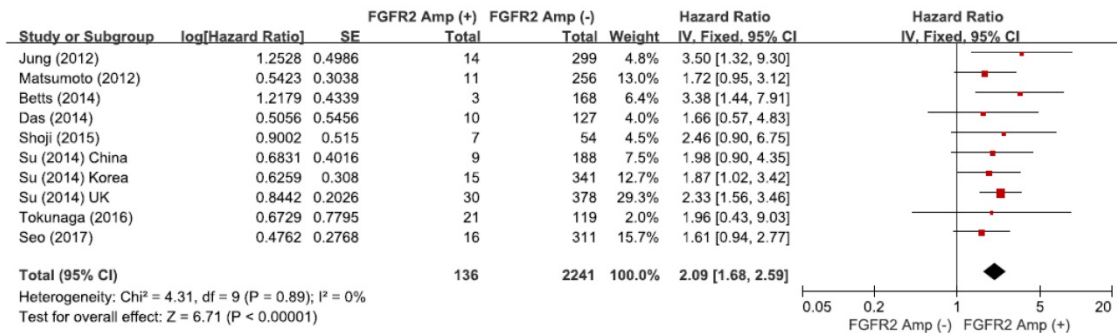 FGFR2 Amp (+) FGFR2 Amp (-) Hazard Ratio Hazard Ratio
Study or Subgroup log[Hazard Ratio] SE Total Total Weight IV, Fixed, 95% CI IV, Fixed, 95% CI
Jung (2012) 1.2528 0.4986 14 299 4.8% 3.50 [1.32, 9.30]
Matsumoto (2012) 0.5423 0.3038 11 256 13.0% 1.72 [0.95, 3.12]
Betts (2014) 1.2179 0.4339 3 168 6.4% 3.38 [1.44, 7.91]
Das (2014) 0.5056 0.5456 10 127 4.0% 1.66 [0.57, 4.83]
Shoji (2015) 0.9002 0.515 7 54 4.5% 2.46 [0.90, 6.75]
Su (2014) China 0.6831 0.4016 9 188 7.5% 1.98 [0.90, 4.35]
Su (2014) Korea 0.6259 0.308 15 341 12.7% 1.87 [1.02, 3.42]
Su (2014) UK 0.8442 0.2026 30 378 29.3% 2.33 [1.56, 3.46]
Tokunaga (2016) 0.6729 0.7795 21 119 2.0% 1.96 [0.43, 9.03]
Seo (2017) 0.4762 0.2768 16 311 15.7% 1.61 [0.94, 2.77]
Total (95% CI) 136 2241 100.0% 2.09 [1.68, 2.59]
Heterogeneity: Chi² = 4.31, df = 9 (P = 0.89); I² = 0%
Test for overall effect: Z = 6.71 (P < 0.00001)
0.05 0.2 1 5 20
FGFR2 Amp (-) FGFR2 Amp (+)